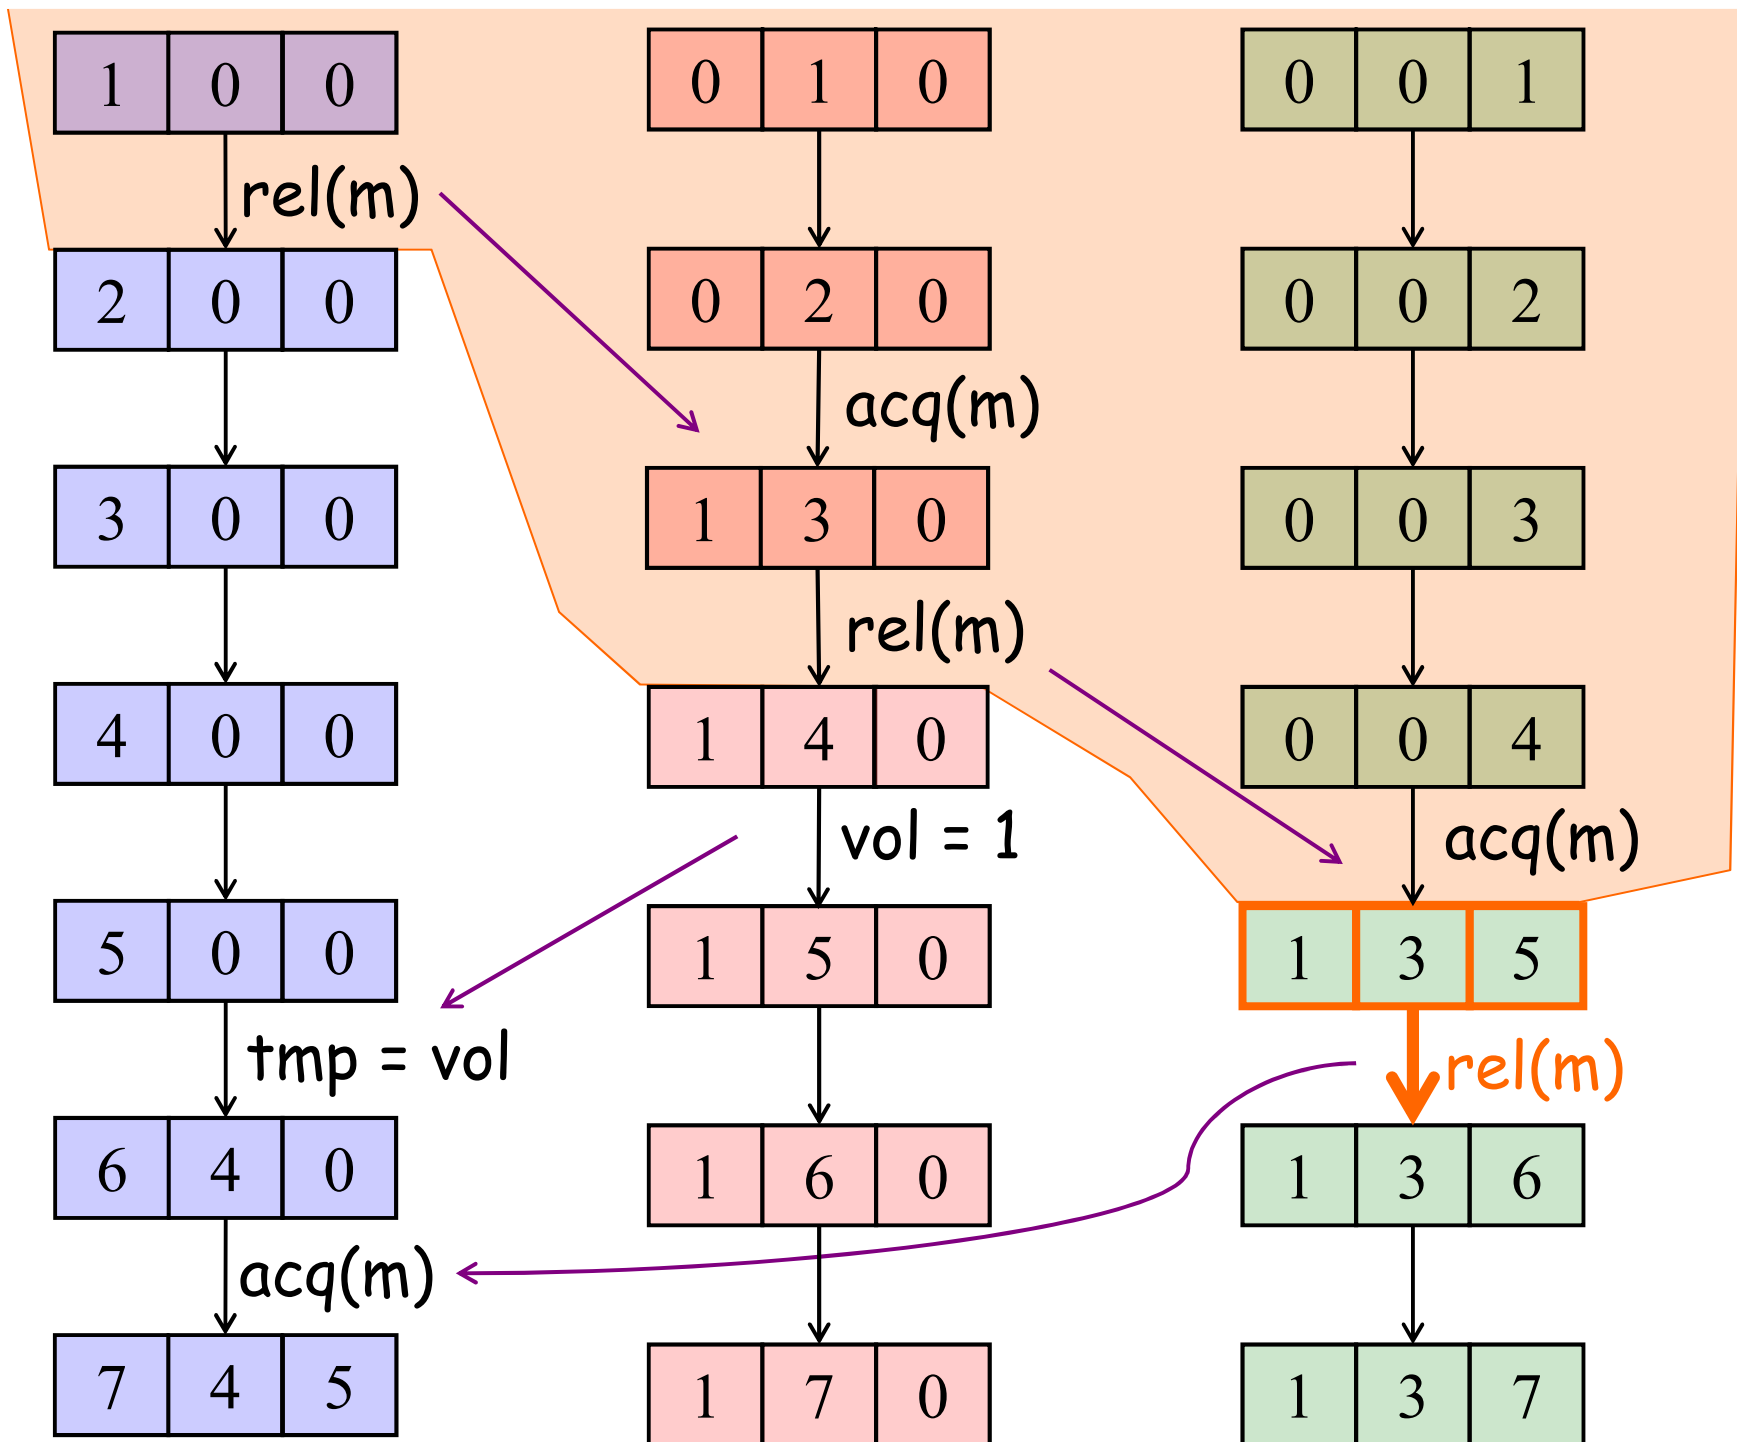 1 0 0 0 1 0 0 0 1
rel(m)
2 0 0 0 2 0 0 0 2
acq(m)
3 0 0 1 3 0 0 0 3
rel(m)
4 0 0 1 4 0 0 0 4
vol = 1 acq(m)
5 0 0 1 5 0 1 3 5
tmp = vol rel(m)
6 4 0 1 6 0 1 3 6
acq(m)
7 4 5 1 7 0 1 3 7